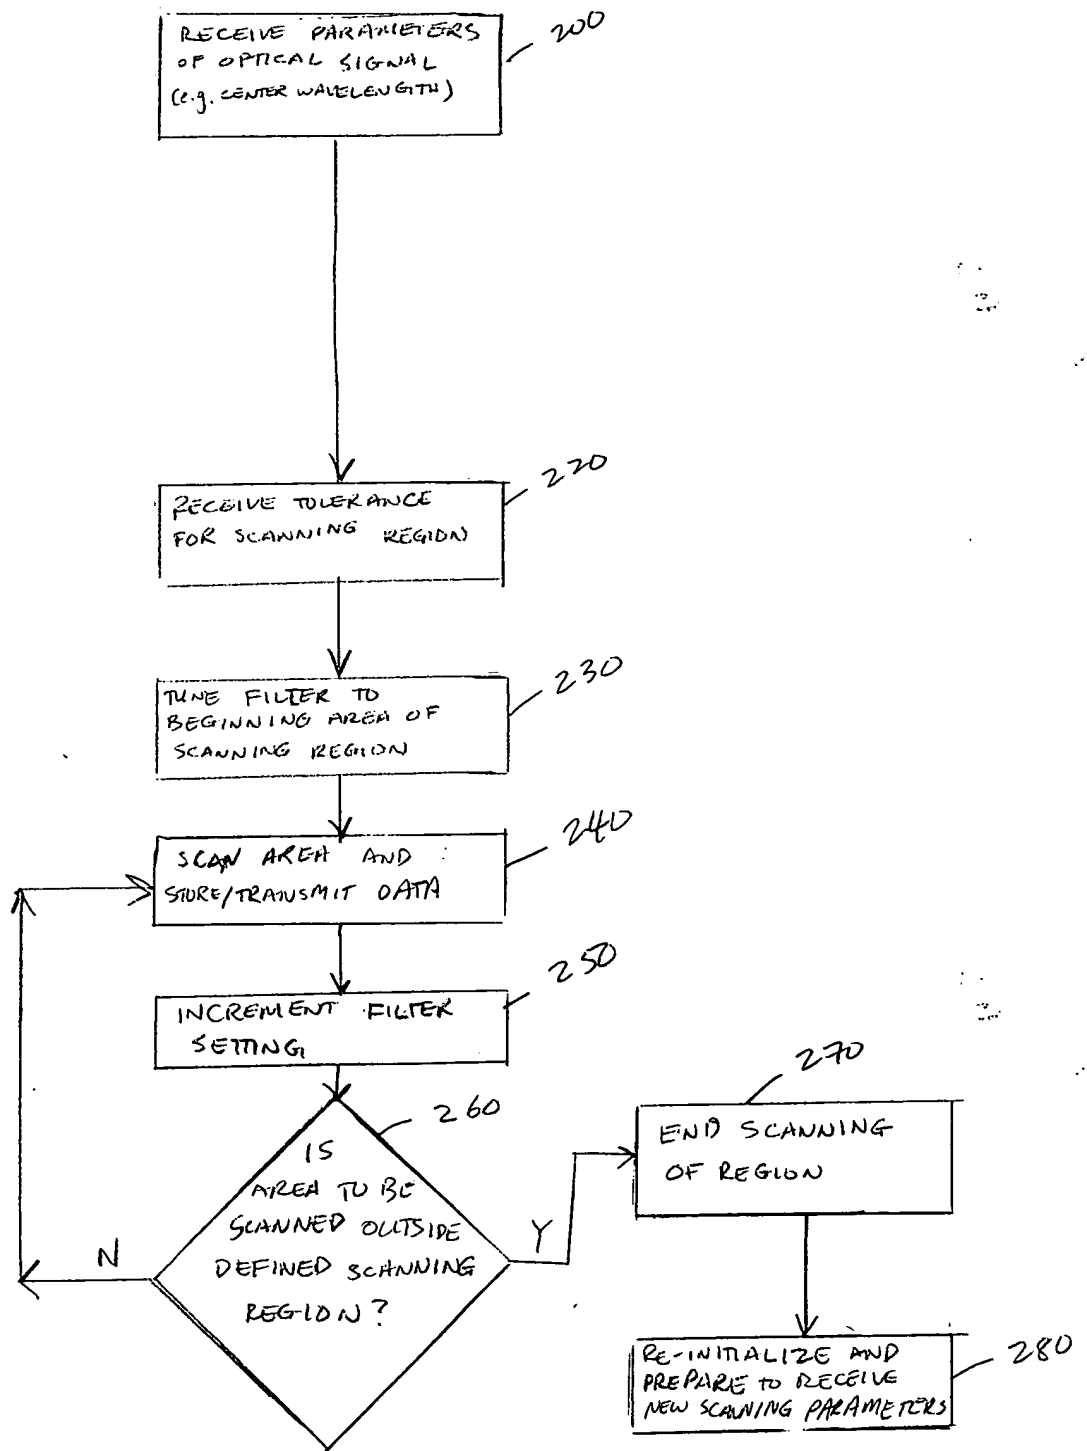 RECEIVE PARAMETERS
OF OPTICAL SIGNAL
(e.g. CENTER WAVELENGTH)
200
RECEIVE TOLERANCE
FOR SCANNING REGION
220
TUNE FILTER TO
BEGINNING AREA OF
SCANNING REGION
230
SCAN AREA AND
STORE/TRANSMIT DATA
240
INCREMENT FILTER
SETTING
250
IS
AREA TO BE
SCANNED OUTSIDE
DEFINED SCANNING
REGION?
260
N
Y
END SCANNING
OF REGION
270
RE-INITIALIZE AND
PREPARE TO RECEIVE
NEW SCANNING PARAMETERS
280